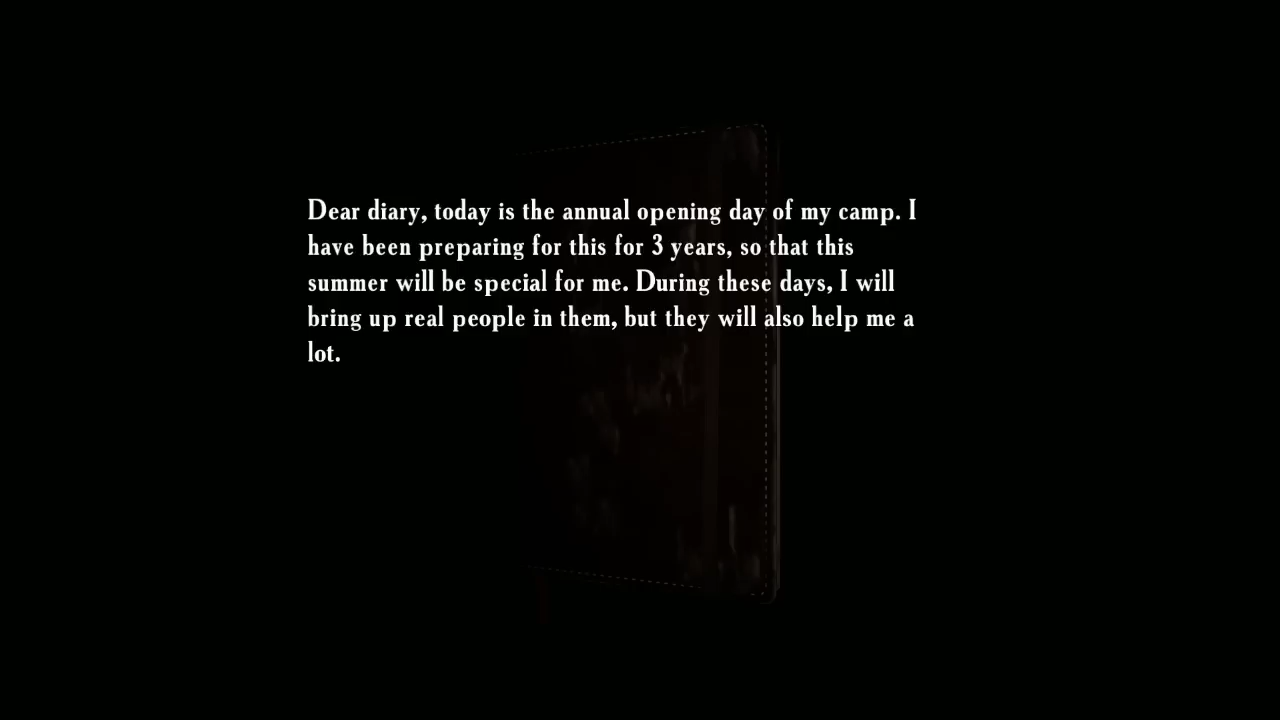 Dear diary, today is the annual opening day of my camp. I
have been preparing for this for 3 years, so that this
summer will be special for me. During these days, I will
bring up real people in them, but they will also help me a
lot.